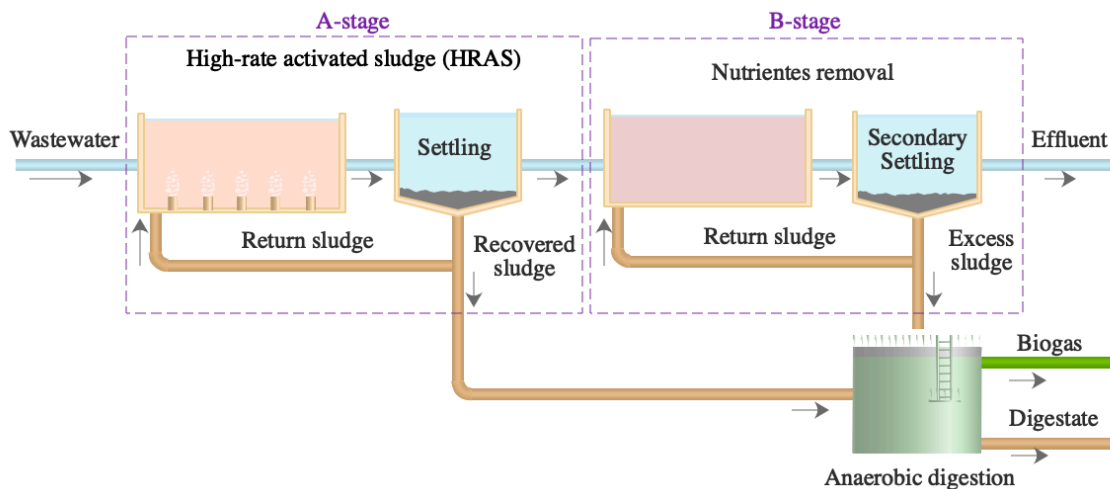 A-stage
B-stage
High-rate activated sludge (HRAS)
Nutrientes removal
Wastewater
Settling
Secondary
Settling
Effluent
Return sludge
Recovered
sludge
Return sludge
Excess
sludge
Biogas
Digestate
Anaerobic digestion